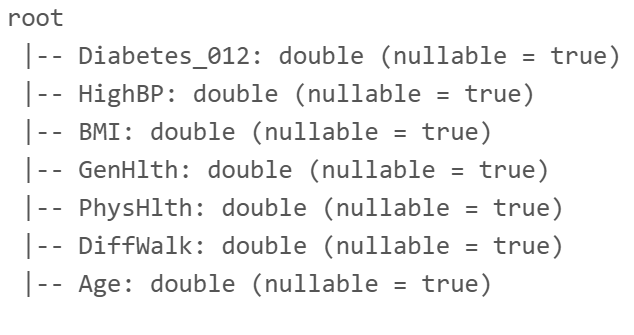 root
 |-- Diabetes_012: double (nullable = true)
 |-- HighBP: double (nullable = true)
 |-- BMI: double (nullable = true)
 |-- GenHlth: double (nullable = true)
 |-- PhysHlth: double (nullable = true)
 |-- DiffWalk: double (nullable = true)
 |-- Age: double (nullable = true)